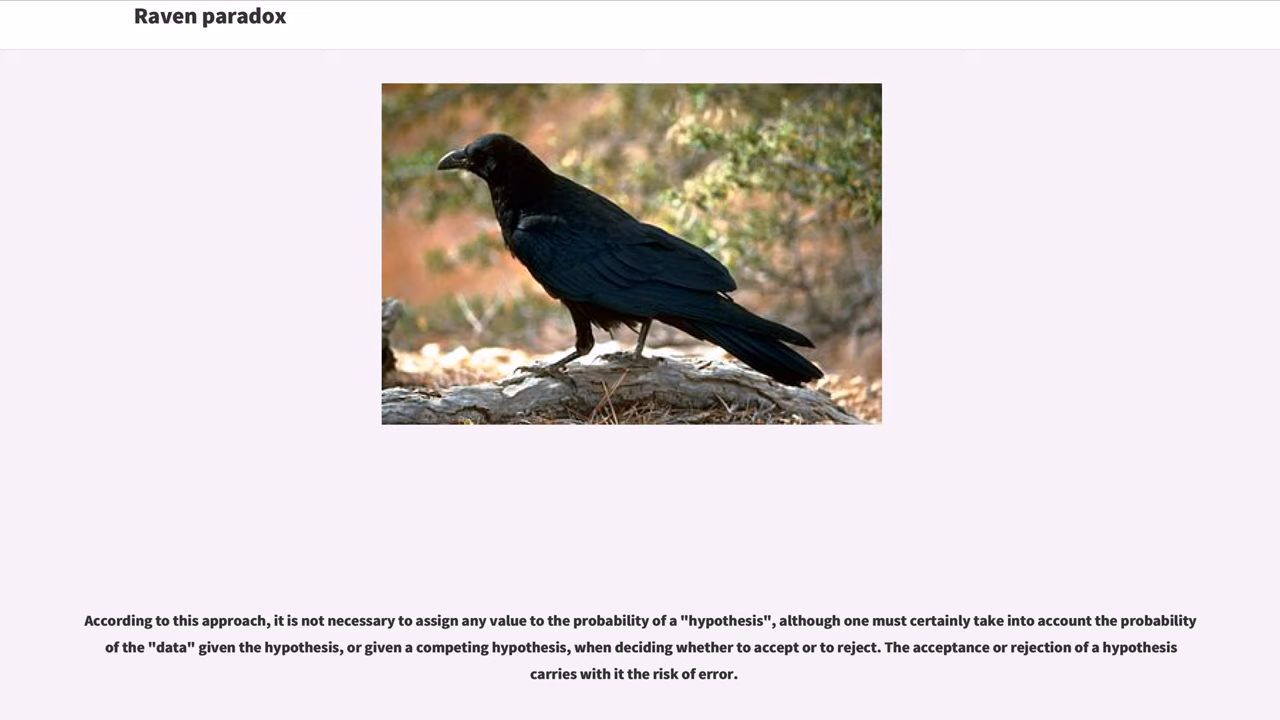 Raven paradox
According to this approach, it is not necessary to assign any value to the probability of a "hypothesis", although one must certainly take into account the probability
of the "data" given the hypothesis, or given a competing hypothesis, when deciding whether to accept or to reject. The acceptance or rejection of a hypothesis
carries with it the risk of error.